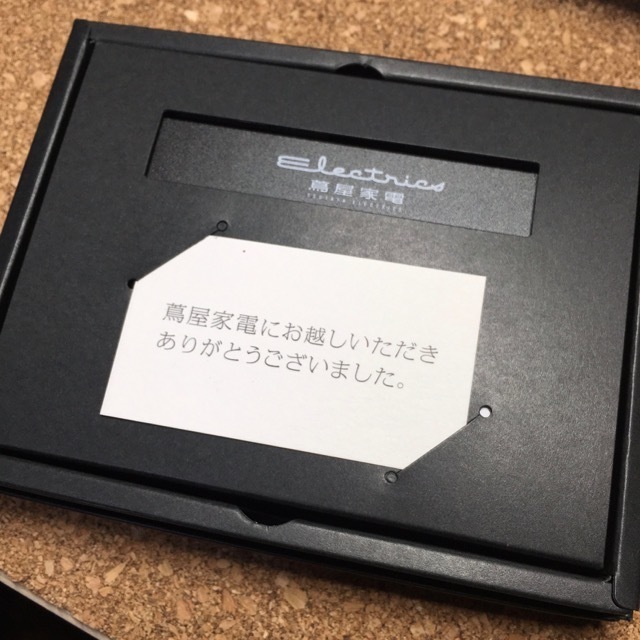 Electrics
蔦屋家電
蔦屋家電にお越しいただき
ありがとうございました。